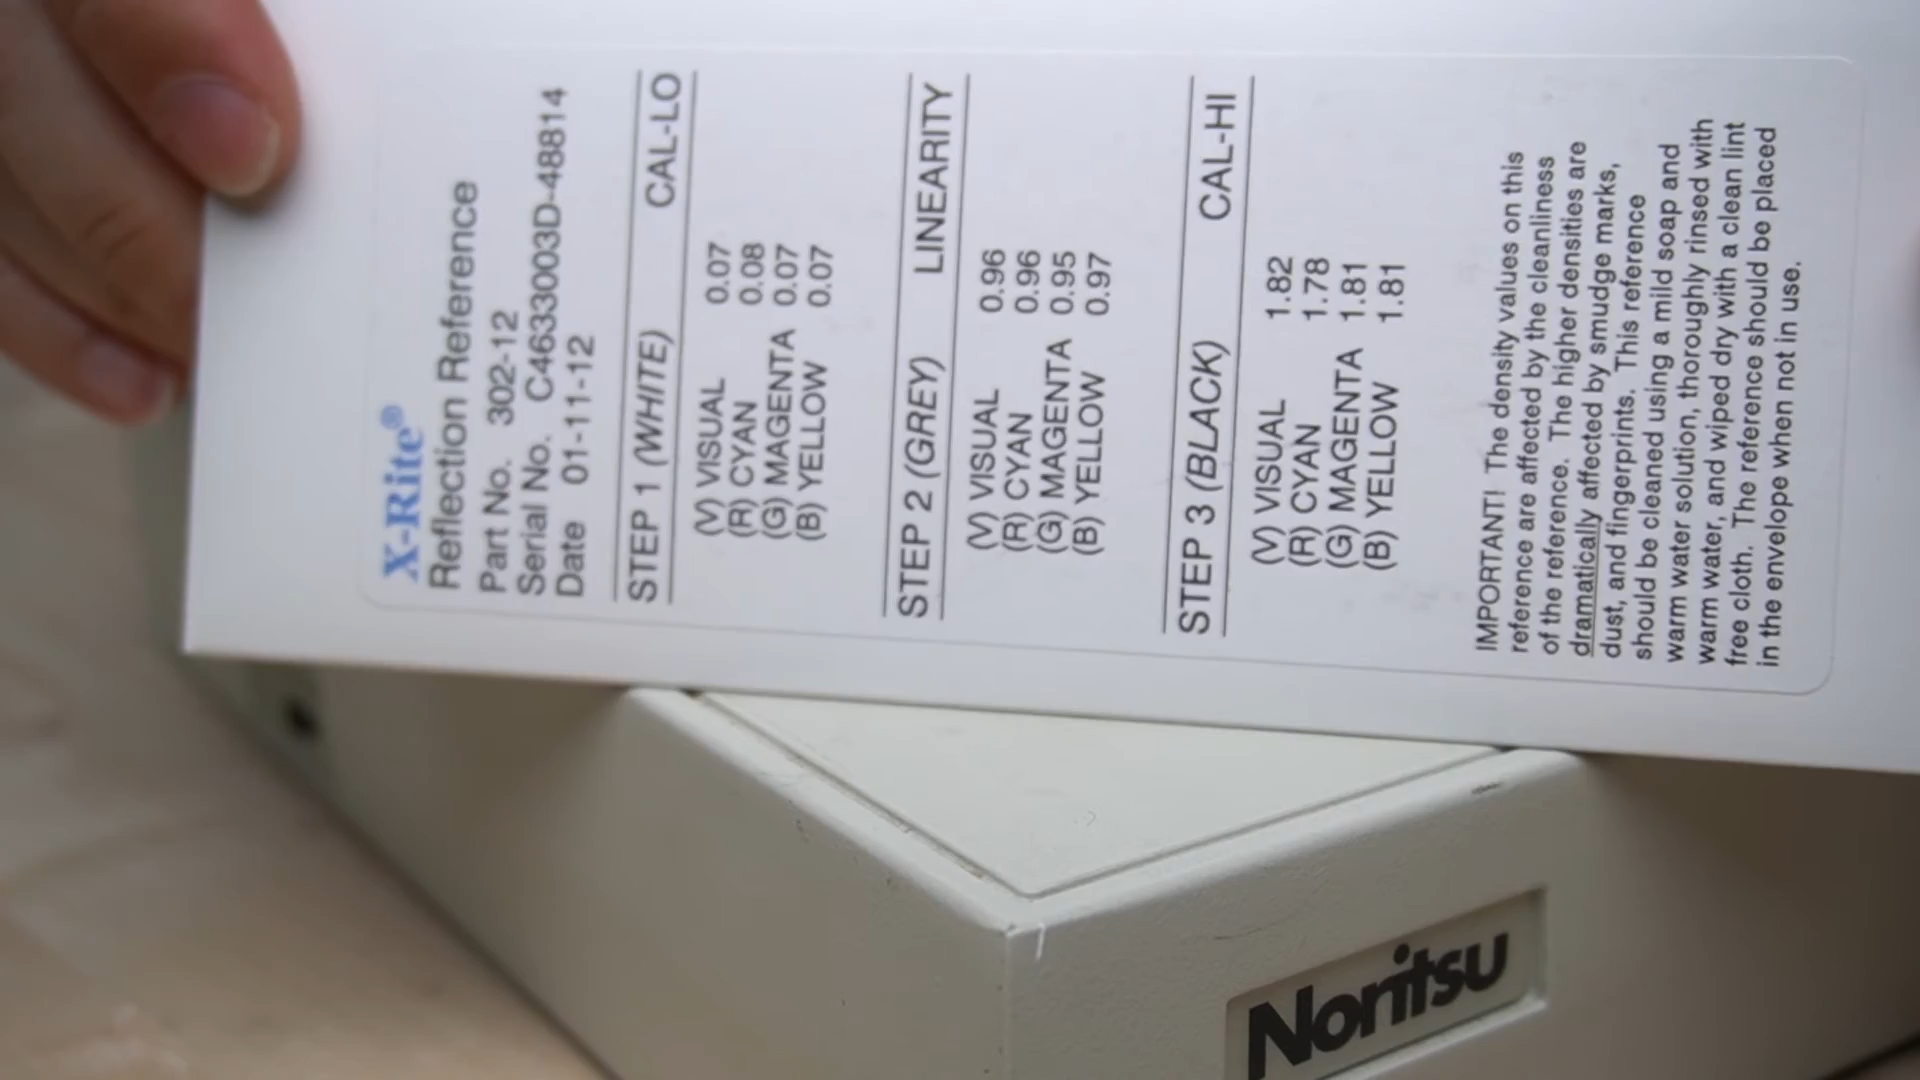 X-Rite®
Reflection Reference
Part No. 302-12
Serial No. C4633003D-48814
Date 01-11-12
STEP 1 (WHITE) CAL-LO
(V) VISUAL 0.07
(R) CYAN 0.08
(G) MAGENTA 0.07
(B) YELLOW 0.07
STEP 2 (GREY) LINEARITY
(V) VISUAL 0.96
(R) CYAN 0.96
(G) MAGENTA 0.95
(B) YELLOW 0.97
STEP 3 (BLACK) CAL-HI
(V) VISUAL 1.82
(R) CYAN 1.78
(G) MAGENTA 1.81
(B) YELLOW 1.81
IMPORTANT! The density values on this
reference are affected by the cleanliness
of the reference. The higher densities are
dramatically affected by smudge marks,
dust, and fingerprints. This reference
should be cleaned using a mild soap and
warm water solution, thoroughly rinsed with
warm water, and wiped dry with a clean lint
free cloth. The reference should be placed
in the envelope when not in use.
Noritsu